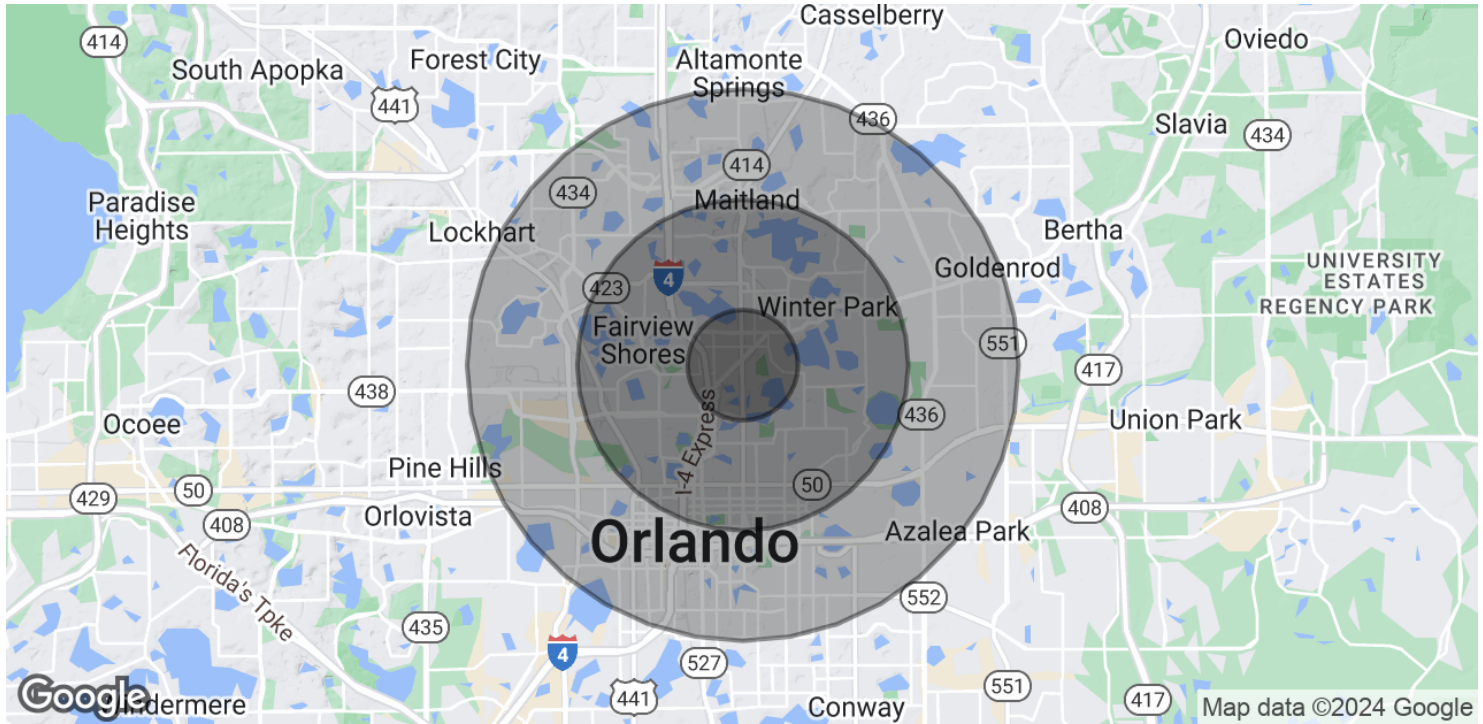 Casselberry
414
Oviedo
Forest City
Altamonte
Springs
South Apopka
441
436
Slavia
434
414
434
Maitland
Paradise
Heights
Lockhart
Bertha
Goldenrod
UNIVERSITY
ESTATES
REGENCY PARK
4
423
Winter Park
Fairview
Shores
551
417
438
436
Ocoee
Union Park
I-4 Express
Pine Hills
50
50
429
408
Orlovista
408
Azalea Park
Orlando
Florida's Tpke
552
435
4
527
441
551
417
Conway
Google
Windermere
Map data ©2024 Google